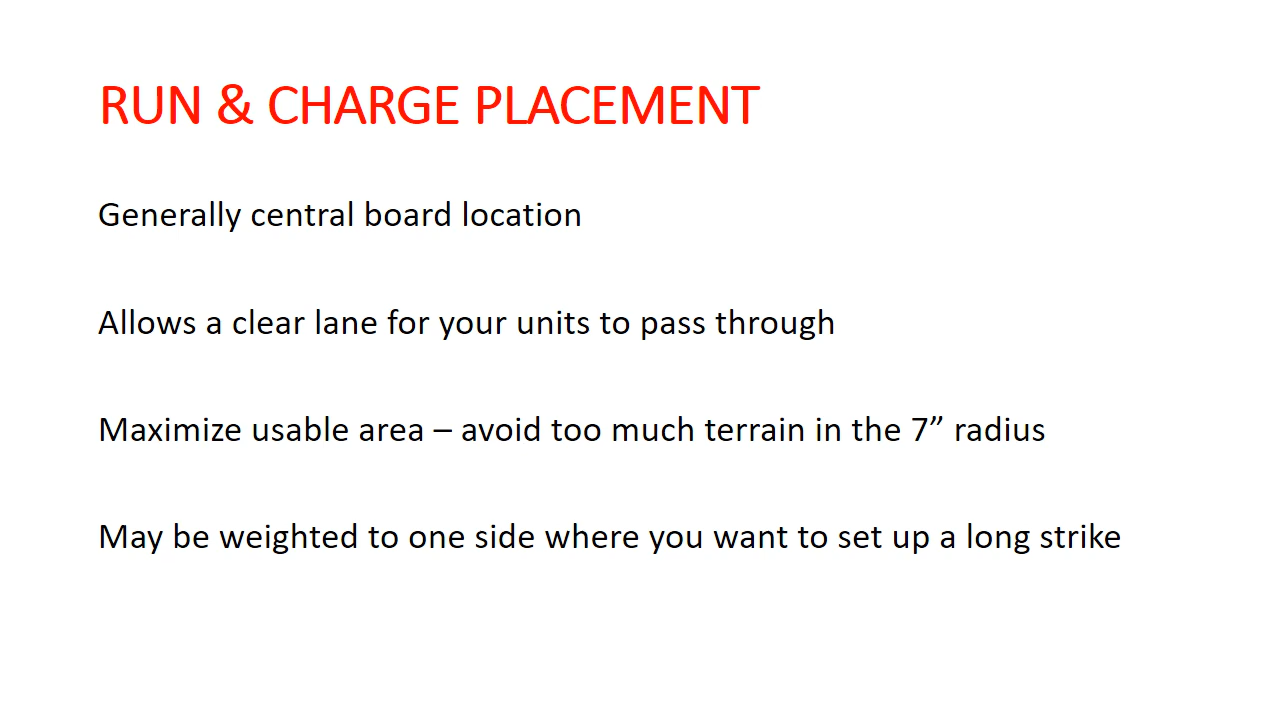 RUN & CHARGE PLACEMENT
Generally central board location
Allows a clear lane for your units to pass through
Maximize usable area – avoid too much terrain in the 7” radius
May be weighted to one side where you want to set up a long strike